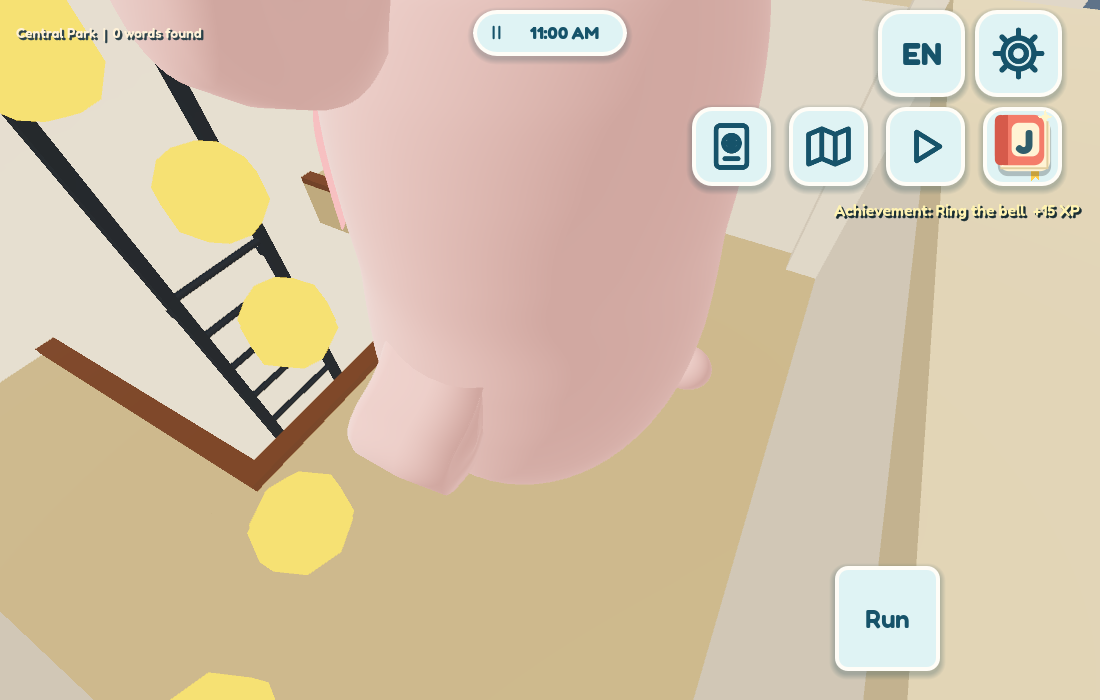 Central Park | 0 words found
11:00 AM
EN
J
Achievement: Ring the bell +15 XP
Run